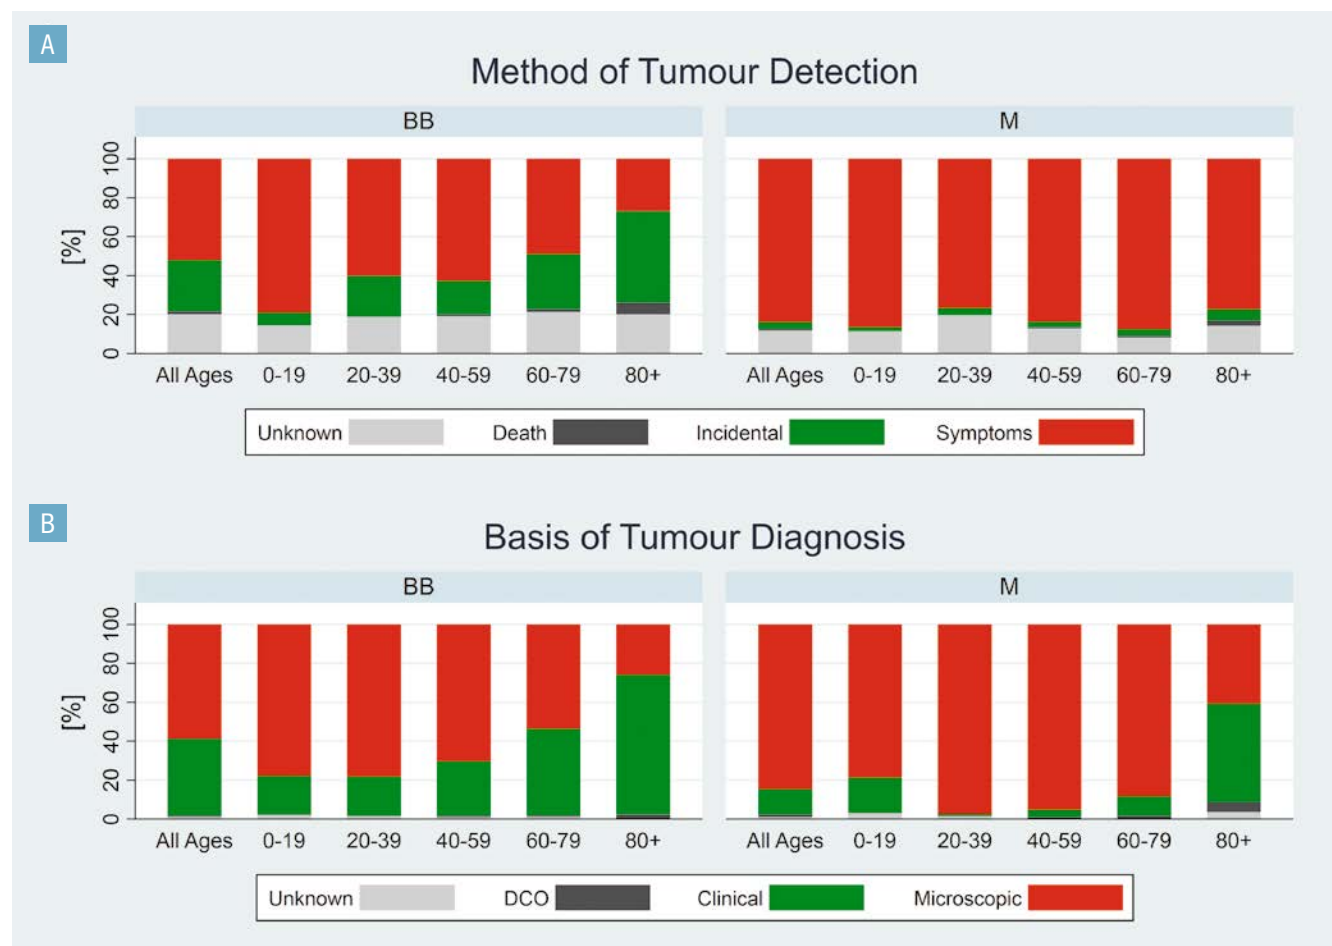 A
Method of Tumour Detection
BB M
[%]
100
80
60
40
20
0
All Ages 0-19 20-39 40-59 60-79 80+ All Ages 0-19 20-39 40-59 60-79 80+
Unknown Death Incidental Symptoms
B
Basis of Tumour Diagnosis
BB M
[%]
100
80
60
40
20
0
All Ages 0-19 20-39 40-59 60-79 80+ All Ages 0-19 20-39 40-59 60-79 80+
Unknown DCO Clinical Microscopic